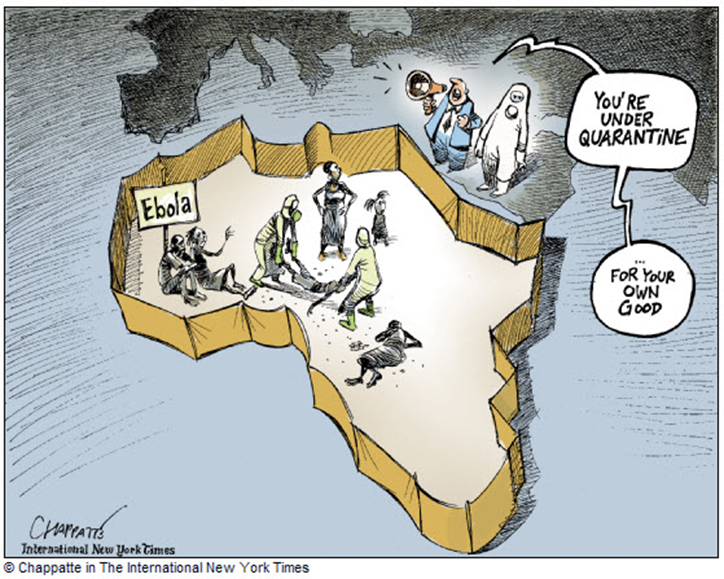 YOU'RE
UNDER
QUARANTINE
...
FOR YOUR
OWN
GOOD
Ebola
CHAPPATTE
International New York Times
© Chappatte in The International New York Times